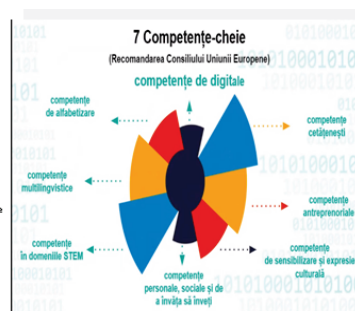 7 Competențe-cheie
(Recomandarea Consiliului Uniunii Europene)
competențe de digitale
competențe
de alfabetizare
competențe
cetățenești
competențe
multilingvistice
competențe
antreprenoriale
competențe
în domeniile STEM
competențe
de sensibilizare și expresie
culturală
competențe
personale, sociale și de
a învăța să înveți